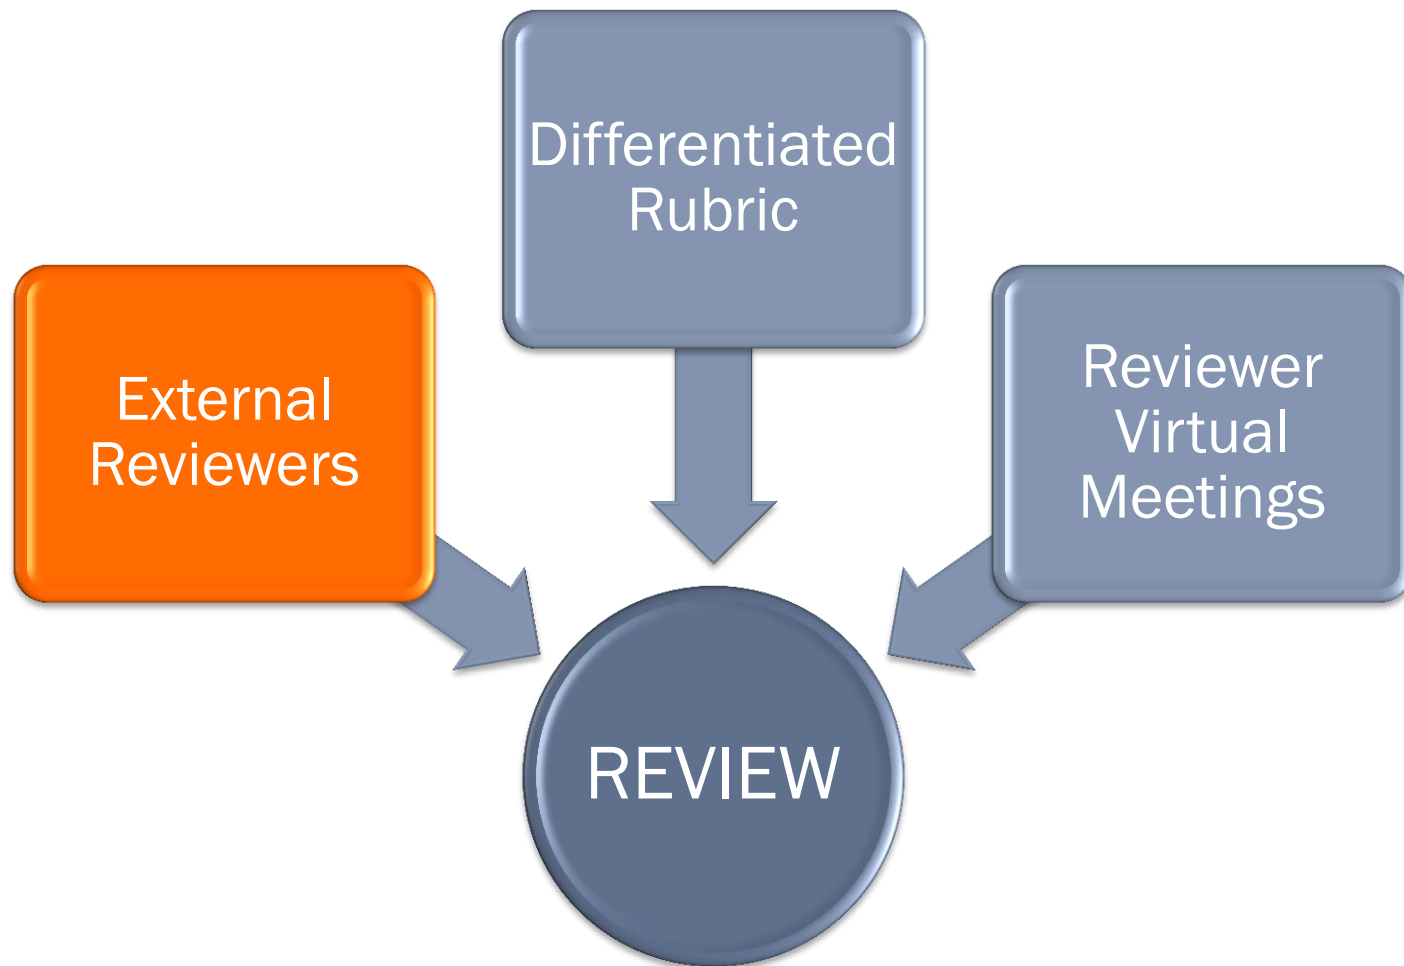 Differentiated
Rubric
External
Reviewers
Reviewer
Virtual
Meetings
REVIEW